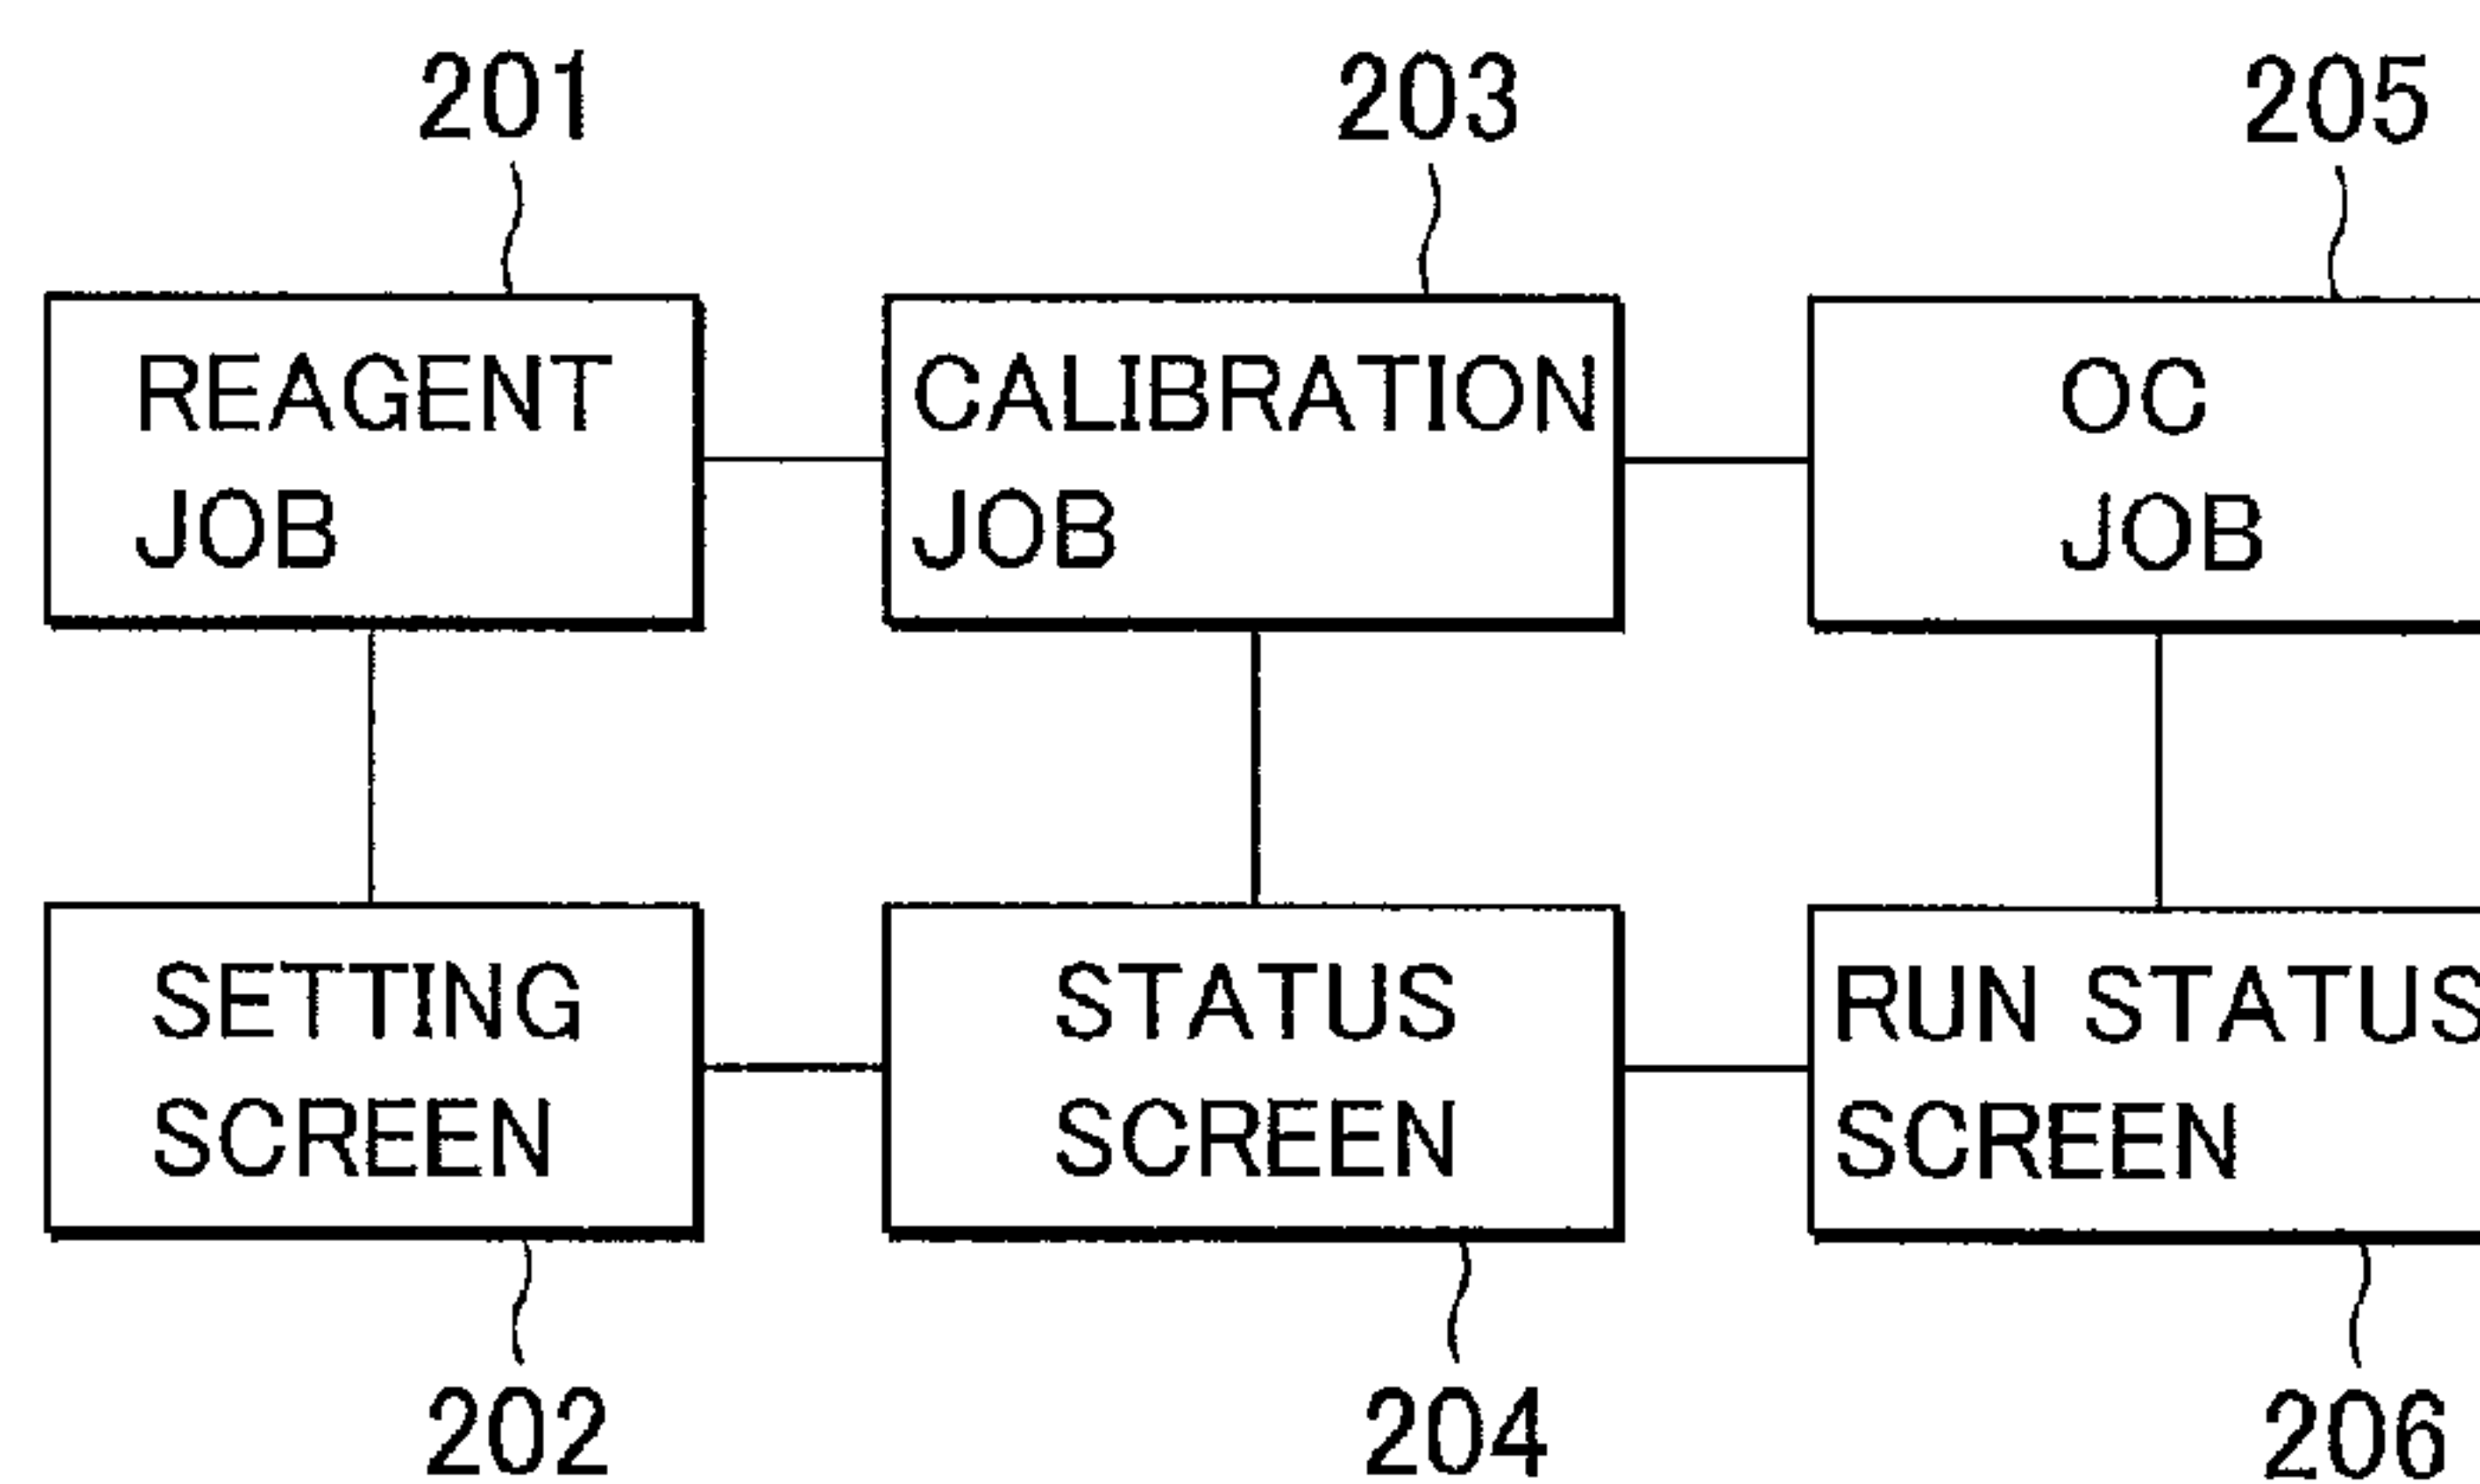 201
203
205
REAGENT
JOB
CALIBRATION
JOB
OC
JOB
SETTING
SCREEN
STATUS
SCREEN
RUN STATUS
SCREEN
202
204
206